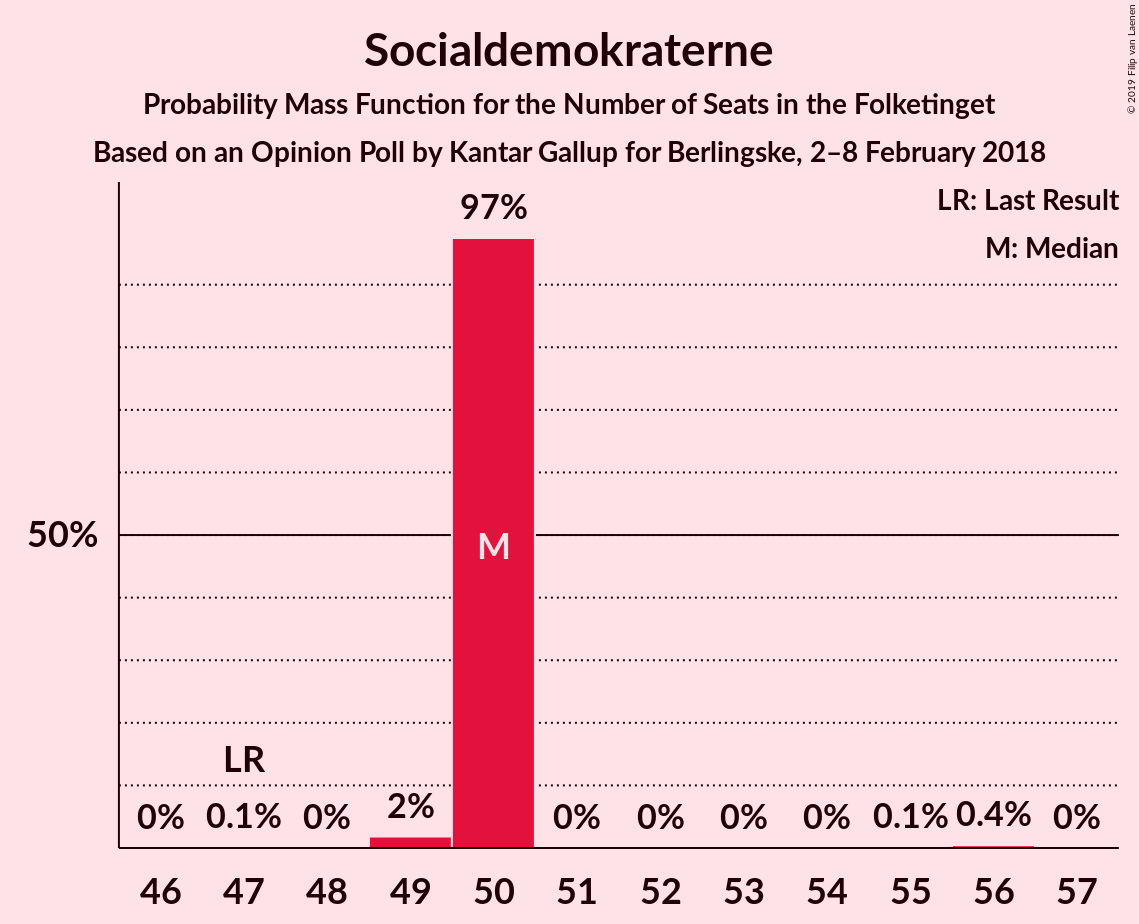 Socialdemokraterne
Probability Mass Function for the Number of Seats in the Folketinget
Based on an Opinion Poll by Kantar Gallup for Berlingske, 2–8 February 2018
© 2019 Filip van Laenen
LR: Last Result
M: Median
97%
50%
M
LR
0% 0.1% 0% 2% 0% 0% 0% 0% 0.1% 0.4% 0%
46 47 48 49 50 51 52 53 54 55 56 57